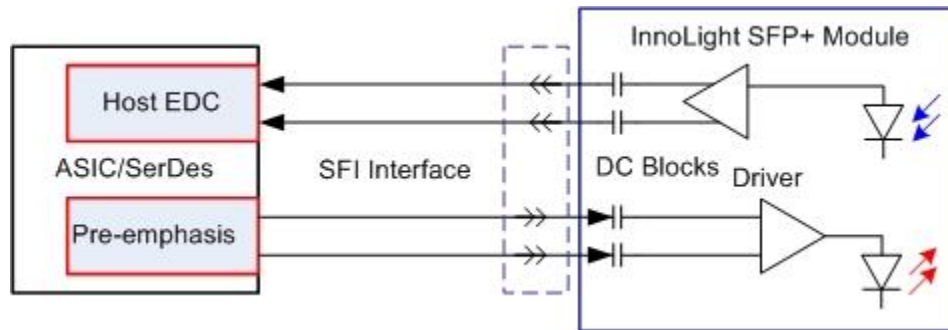 InnoLight SFP+ Module
Host EDC
ASIC/SerDes
SFI Interface
DC Blocks
Driver
Pre-emphasis